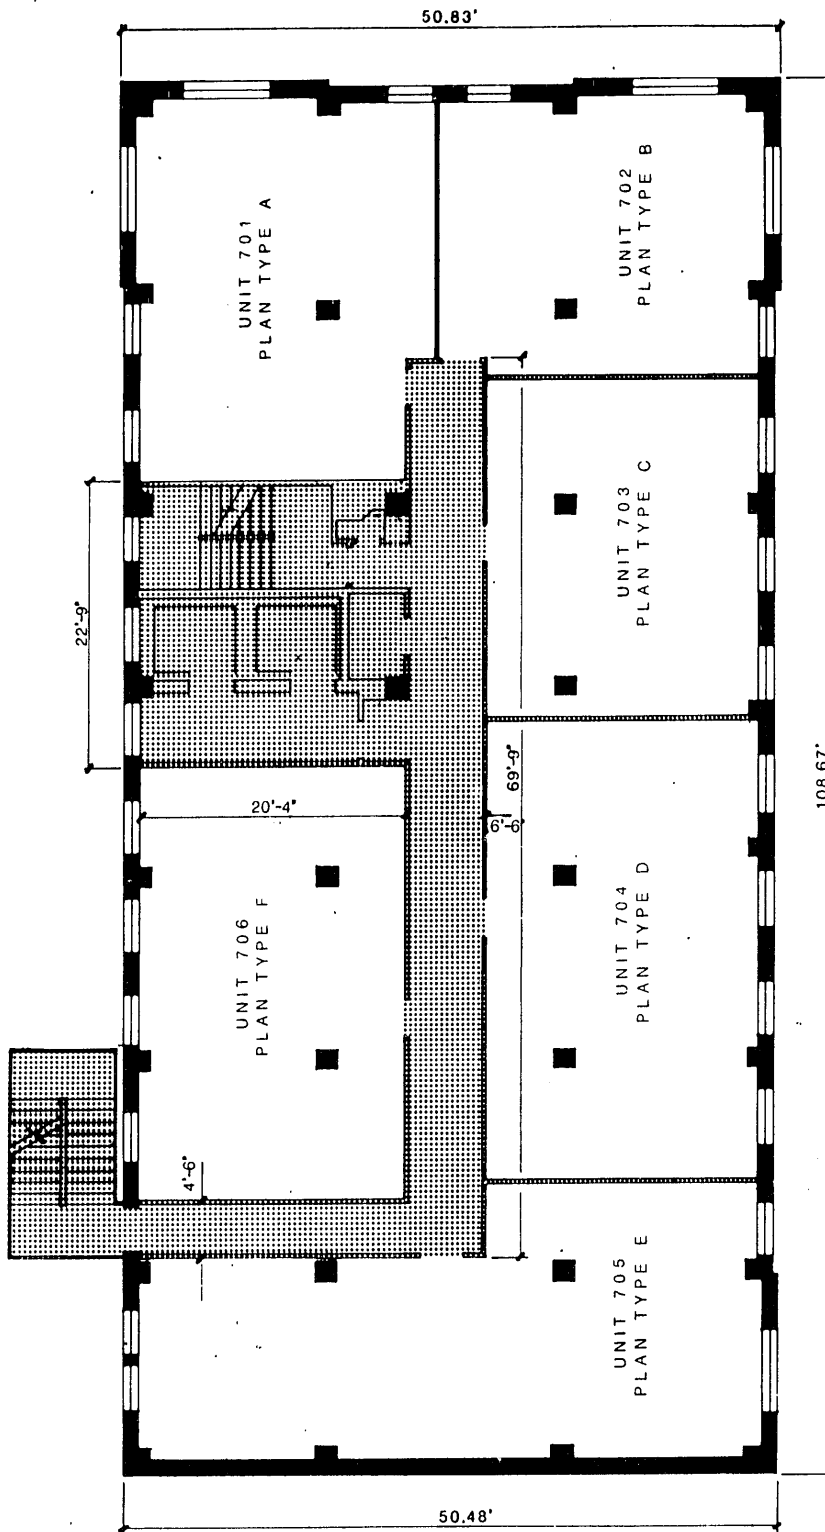 50.83'
UNIT 701
PLAN TYPE A
UNIT 702
PLAN TYPE B
UNIT 703
PLAN TYPE C
22'-9"
69'-9"
108.67'
20'-4"
6'-6"
UNIT 706
PLAN TYPE F
UNIT 704
PLAN TYPE D
4'-6"
UNIT 705
PLAN TYPE E
50.48'